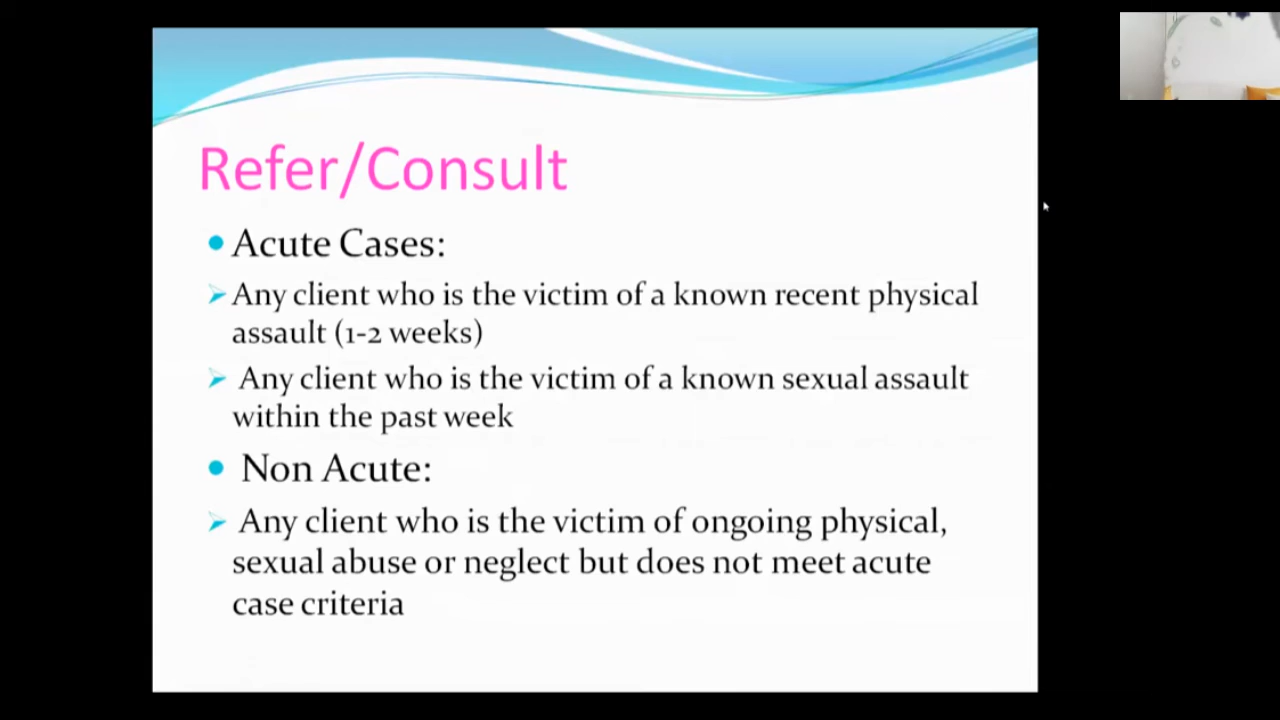 Refer/Consult
Acute Cases:
Any client who is the victim of a known recent physical
assault (1-2 weeks)
Any client who is the victim of a known sexual assault
within the past week
Non Acute:
Any client who is the victim of ongoing physical,
sexual abuse or neglect but does not meet acute
case criteria